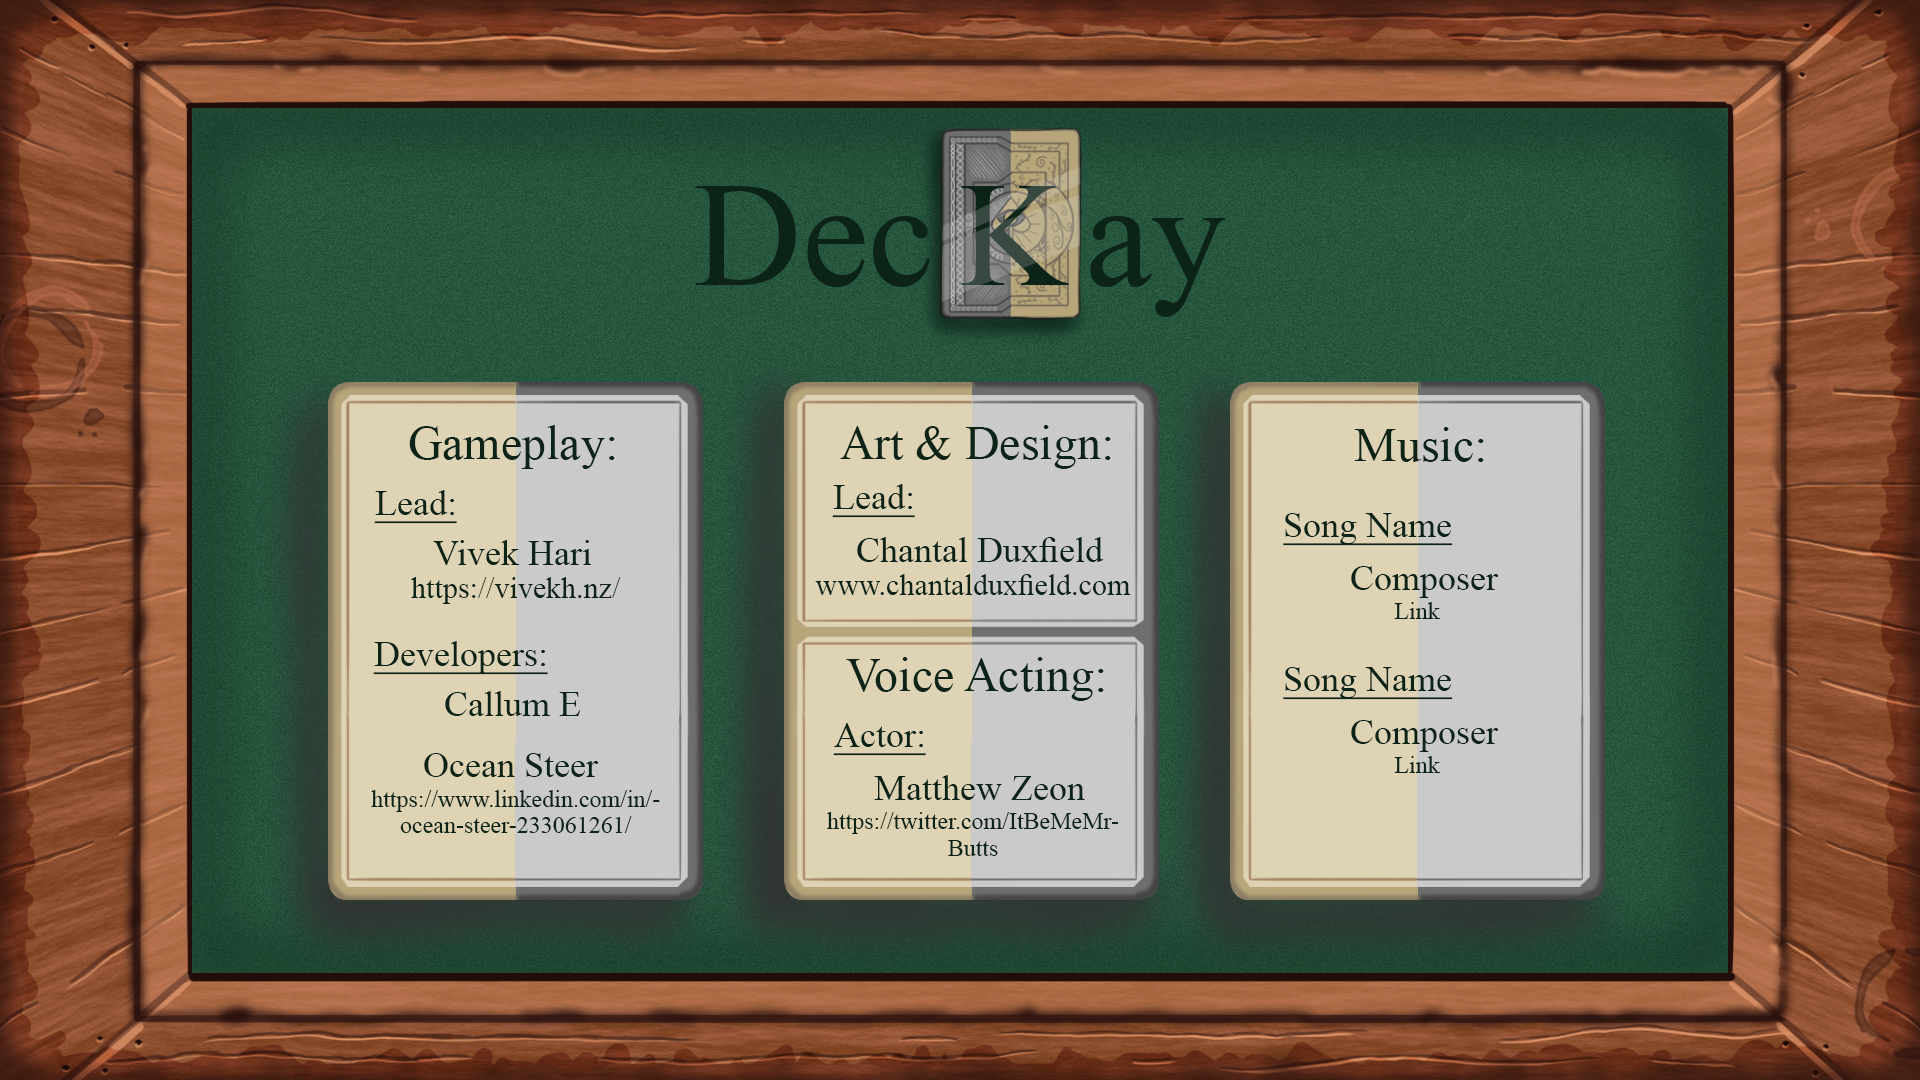 DecKay
Gameplay:
Lead:
Vivek Hari
https://vivekh.nz/
Developers:
Callum E
Ocean Steer
https://www.linkedin.com/in/-
ocean-steer-233061261/
Art & Design:
Lead:
Chantal Duxfield
www.chantalduxfield.com
Voice Acting:
Actor:
Matthew Zeon
https://twitter.com/ItBeMeMr-
Butts
Music:
Song Name
Composer
Link
Song Name
Composer
Link